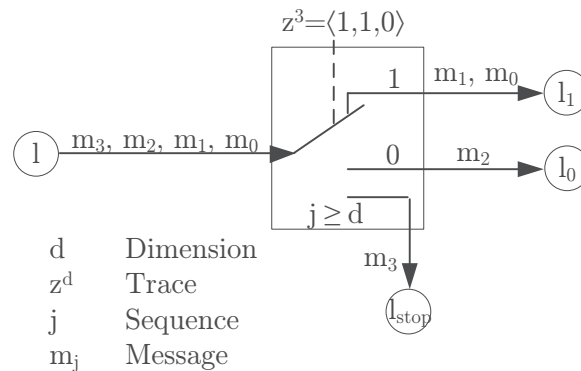 z³=⟨1,1,0⟩
1
m₁, m₀
l₁
l
m₃, m₂, m₁, m₀
0
m₂
l₀
j ≥ d
m₃
l_stop
d Dimension
z^d Trace
j Sequence
m_j Message